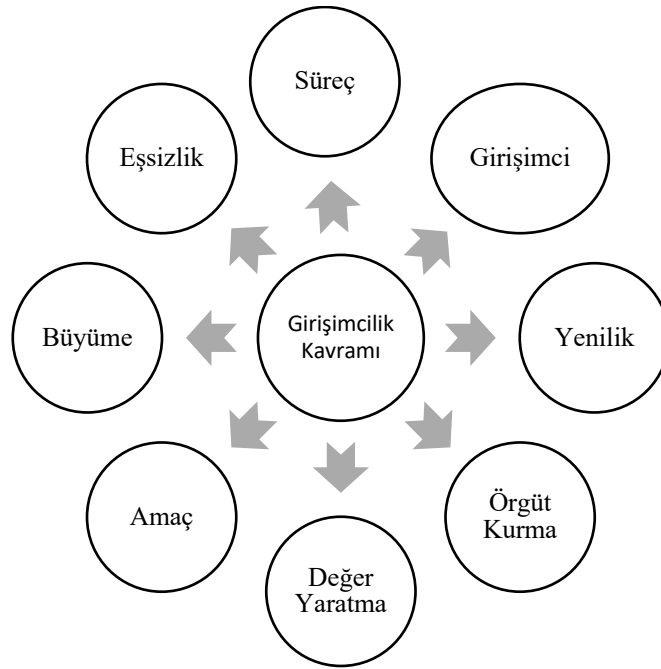 Süreç
Eşsizlik
Girişimci
Büyüme
Girişimcilik
Kavramı
Yenilik
Amaç
Örgüt
Kurma
Değer
Yaratma